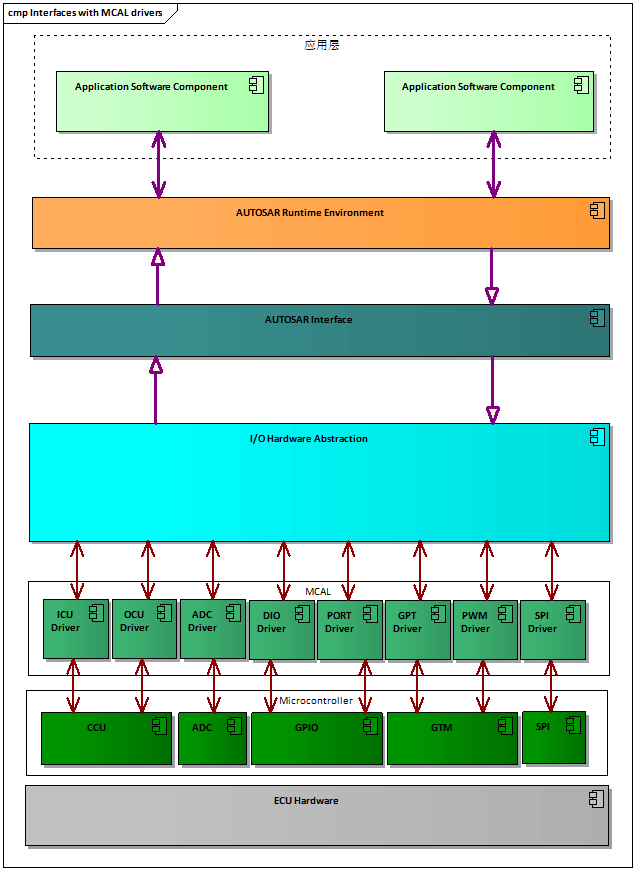 cmp Interfaces with MCAL drivers
应用层
Application Software Component
Application Software Component
AUTOSAR Runtime Environment
AUTOSAR Interface
I/O Hardware Abstraction
MCAL
ICU
Driver
OCU
Driver
ADC
Driver
DIO
Driver
PORT
Driver
GPT
Driver
PWM
Driver
SPI
Driver
Microcontroller
CCU
ADC
GPIO
GTM
SPI
ECU Hardware